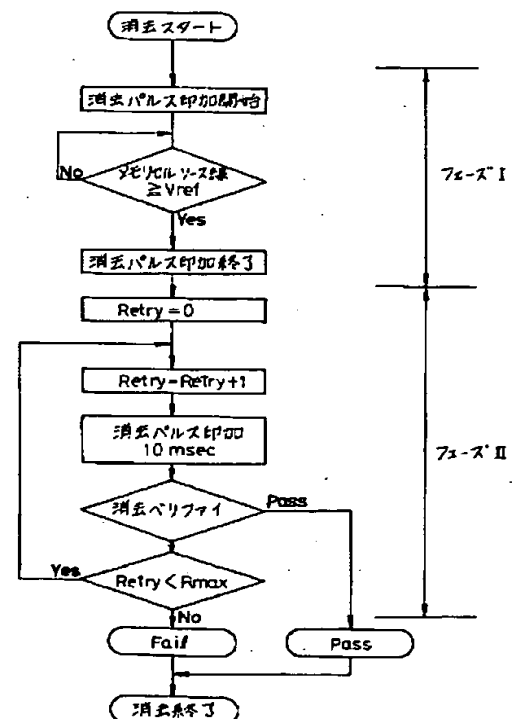 消去スタート
消去パルス印加開始
メモリセルソース線
≧Vref
No
Yes
フェーズⅠ
消去パルス印加終了
Retry=0
Retry=Retry+1
消去パルス印加
10 msec
フェーズⅡ
消去ベリファイ
Pass
Yes
Retry<Rmax
No
Fail
Pass
消去終了